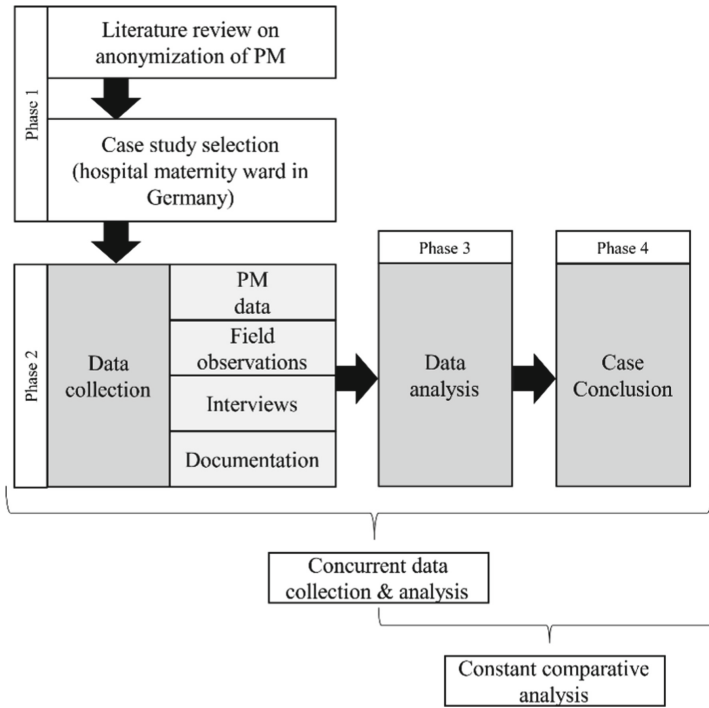 Phase 1
Literature review on
anonymization of PM
Case study selection
(hospital maternity ward in
Germany)
Phase 2
Data
collection
PM
data
Field
observations
Interviews
Documentation
Phase 3
Data
analysis
Phase 4
Case
Conclusion
Concurrent data
collection & analysis
Constant comparative
analysis